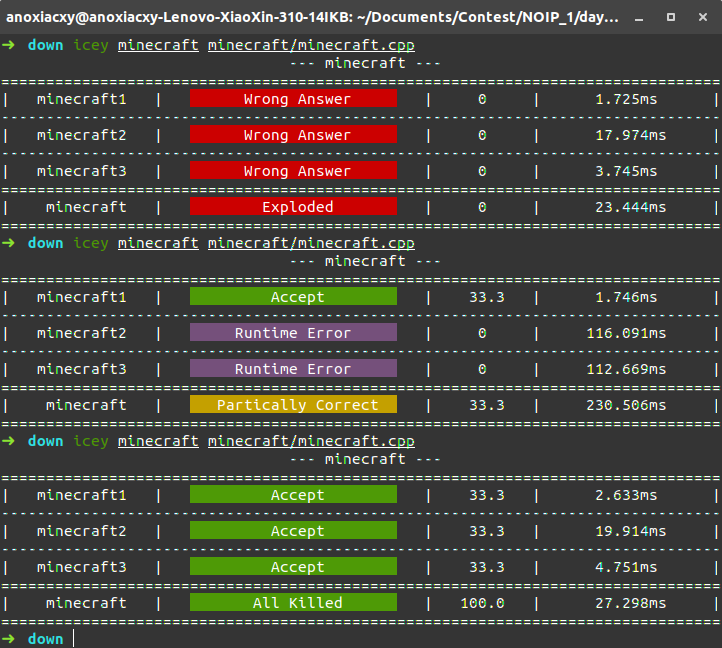 anoxiacxy@anoxiacxy-Lenovo-XiaoXin-310-14IKB: ~/Documents/Contest/NOIP_1/day...
➜ down icey minecraft minecraft/minecraft.cpp
--- minecraft ---
================================================================================
| minecraft1 | Wrong Answer | 0 | 1.725ms |
--------------------------------------------------------------------------------
| minecraft2 | Wrong Answer | 0 | 17.974ms |
--------------------------------------------------------------------------------
| minecraft3 | Wrong Answer | 0 | 3.745ms |
================================================================================
| minecraft | Exploded | 0 | 23.444ms |
================================================================================
➜ down icey minecraft minecraft/minecraft.cpp
--- minecraft ---
================================================================================
| minecraft1 | Accept | 33.3 | 1.746ms |
--------------------------------------------------------------------------------
| minecraft2 | Runtime Error | 0 | 116.091ms |
--------------------------------------------------------------------------------
| minecraft3 | Runtime Error | 0 | 112.669ms |
================================================================================
| minecraft | Partically Correct | 33.3 | 230.506ms |
================================================================================
➜ down icey minecraft minecraft/minecraft.cpp
--- minecraft ---
================================================================================
| minecraft1 | Accept | 33.3 | 2.633ms |
--------------------------------------------------------------------------------
| minecraft2 | Accept | 33.3 | 19.914ms |
--------------------------------------------------------------------------------
| minecraft3 | Accept | 33.3 | 4.751ms |
================================================================================
| minecraft | All Killed | 100.0 | 27.298ms |
================================================================================
➜ down